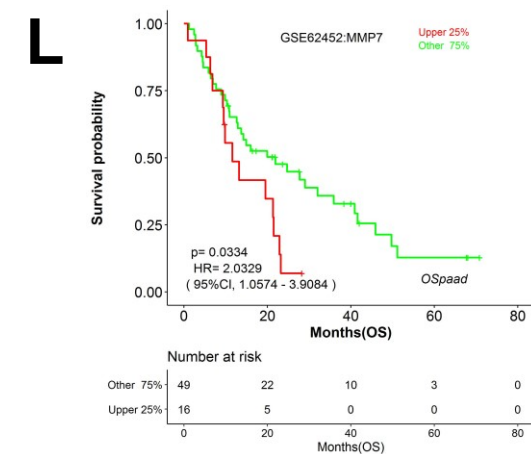 L
GSE62452:MMP7
Upper 25%
Other 75%
1.00
0.75
0.50
0.25
0.00
Survival probability
p= 0.0334
HR= 2.0329
( 95%CI, 1.0574 - 3.9084 )
OSpaad
0 20 40 60 80
Months(OS)
Number at risk
Other 75% 49 22 10 3 0
Upper 25% 16 5 0 0 0
0 20 40 60 80
Months(OS)